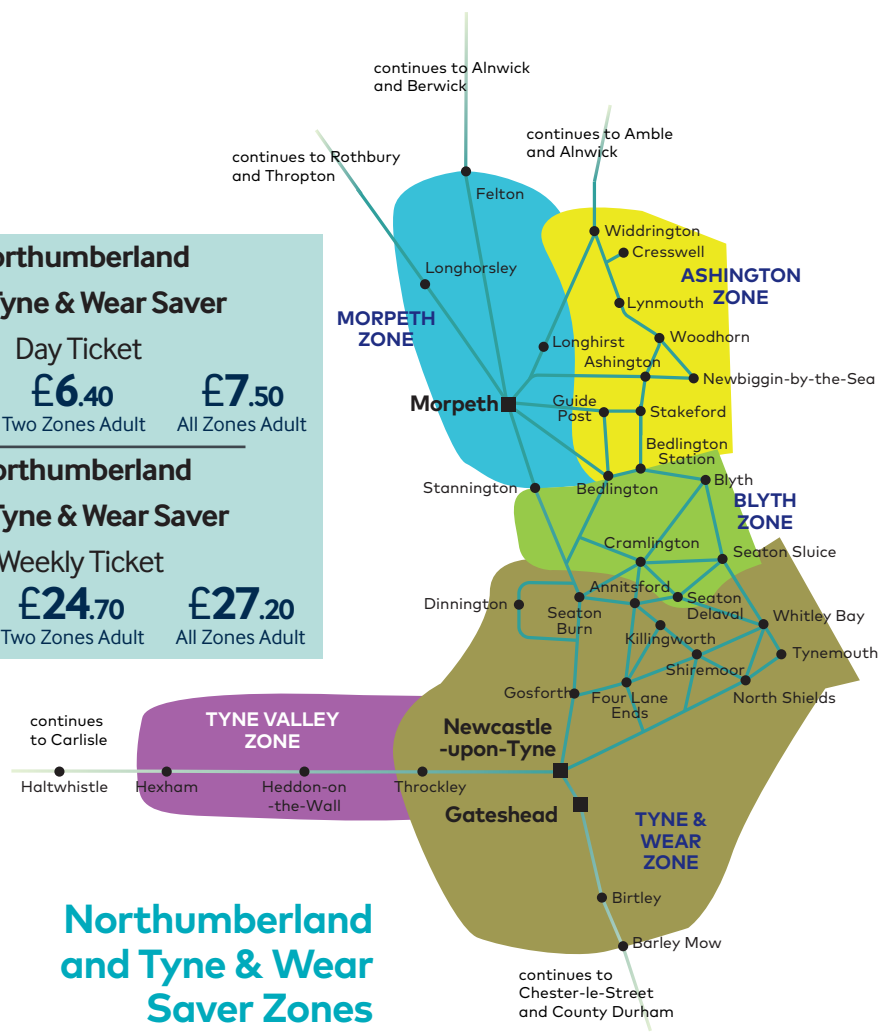 continues to Alnwick
and Berwick
continues to Amble
and Alnwick
continues to Rothbury
and Thropton
Felton
Widdrington
Cresswell
ASHINGTON
ZONE
Longhorsley
Lynmouth
MORPETH
ZONE
Woodhorn
Longhirst
Ashington
Newbiggin-by-the-Sea
Morpeth
Guide
Post
Stakeford
Bedlington
Station
Stannington
Bedlington
Blyth
BLYTH
ZONE
Cramlington
Seaton Sluice
Annitsford
Dinnington
Seaton
Burn
Seaton
Delaval
Whitley Bay
Killingworth
Tynemouth
Shiremoor
Gosforth
Four Lane
Ends
North Shields
Newcastle
-upon-Tyne
TYNE VALLEY
ZONE
continues
to Carlisle
Haltwhistle
Hexham
Heddon-on
-the-Wall
Throckley
Gateshead
TYNE &
WEAR
ZONE
Birtley
Barley Mow
continues to
Chester-le-Street
and County Durham
orthumberland
Tyne & Wear Saver
Day Ticket
£6.40
£7.50
Two Zones Adult
All Zones Adult
orthumberland
Tyne & Wear Saver
Weekly Ticket
£24.70
£27.20
Two Zones Adult
All Zones Adult
Northumberland
and Tyne & Wear
Saver Zones